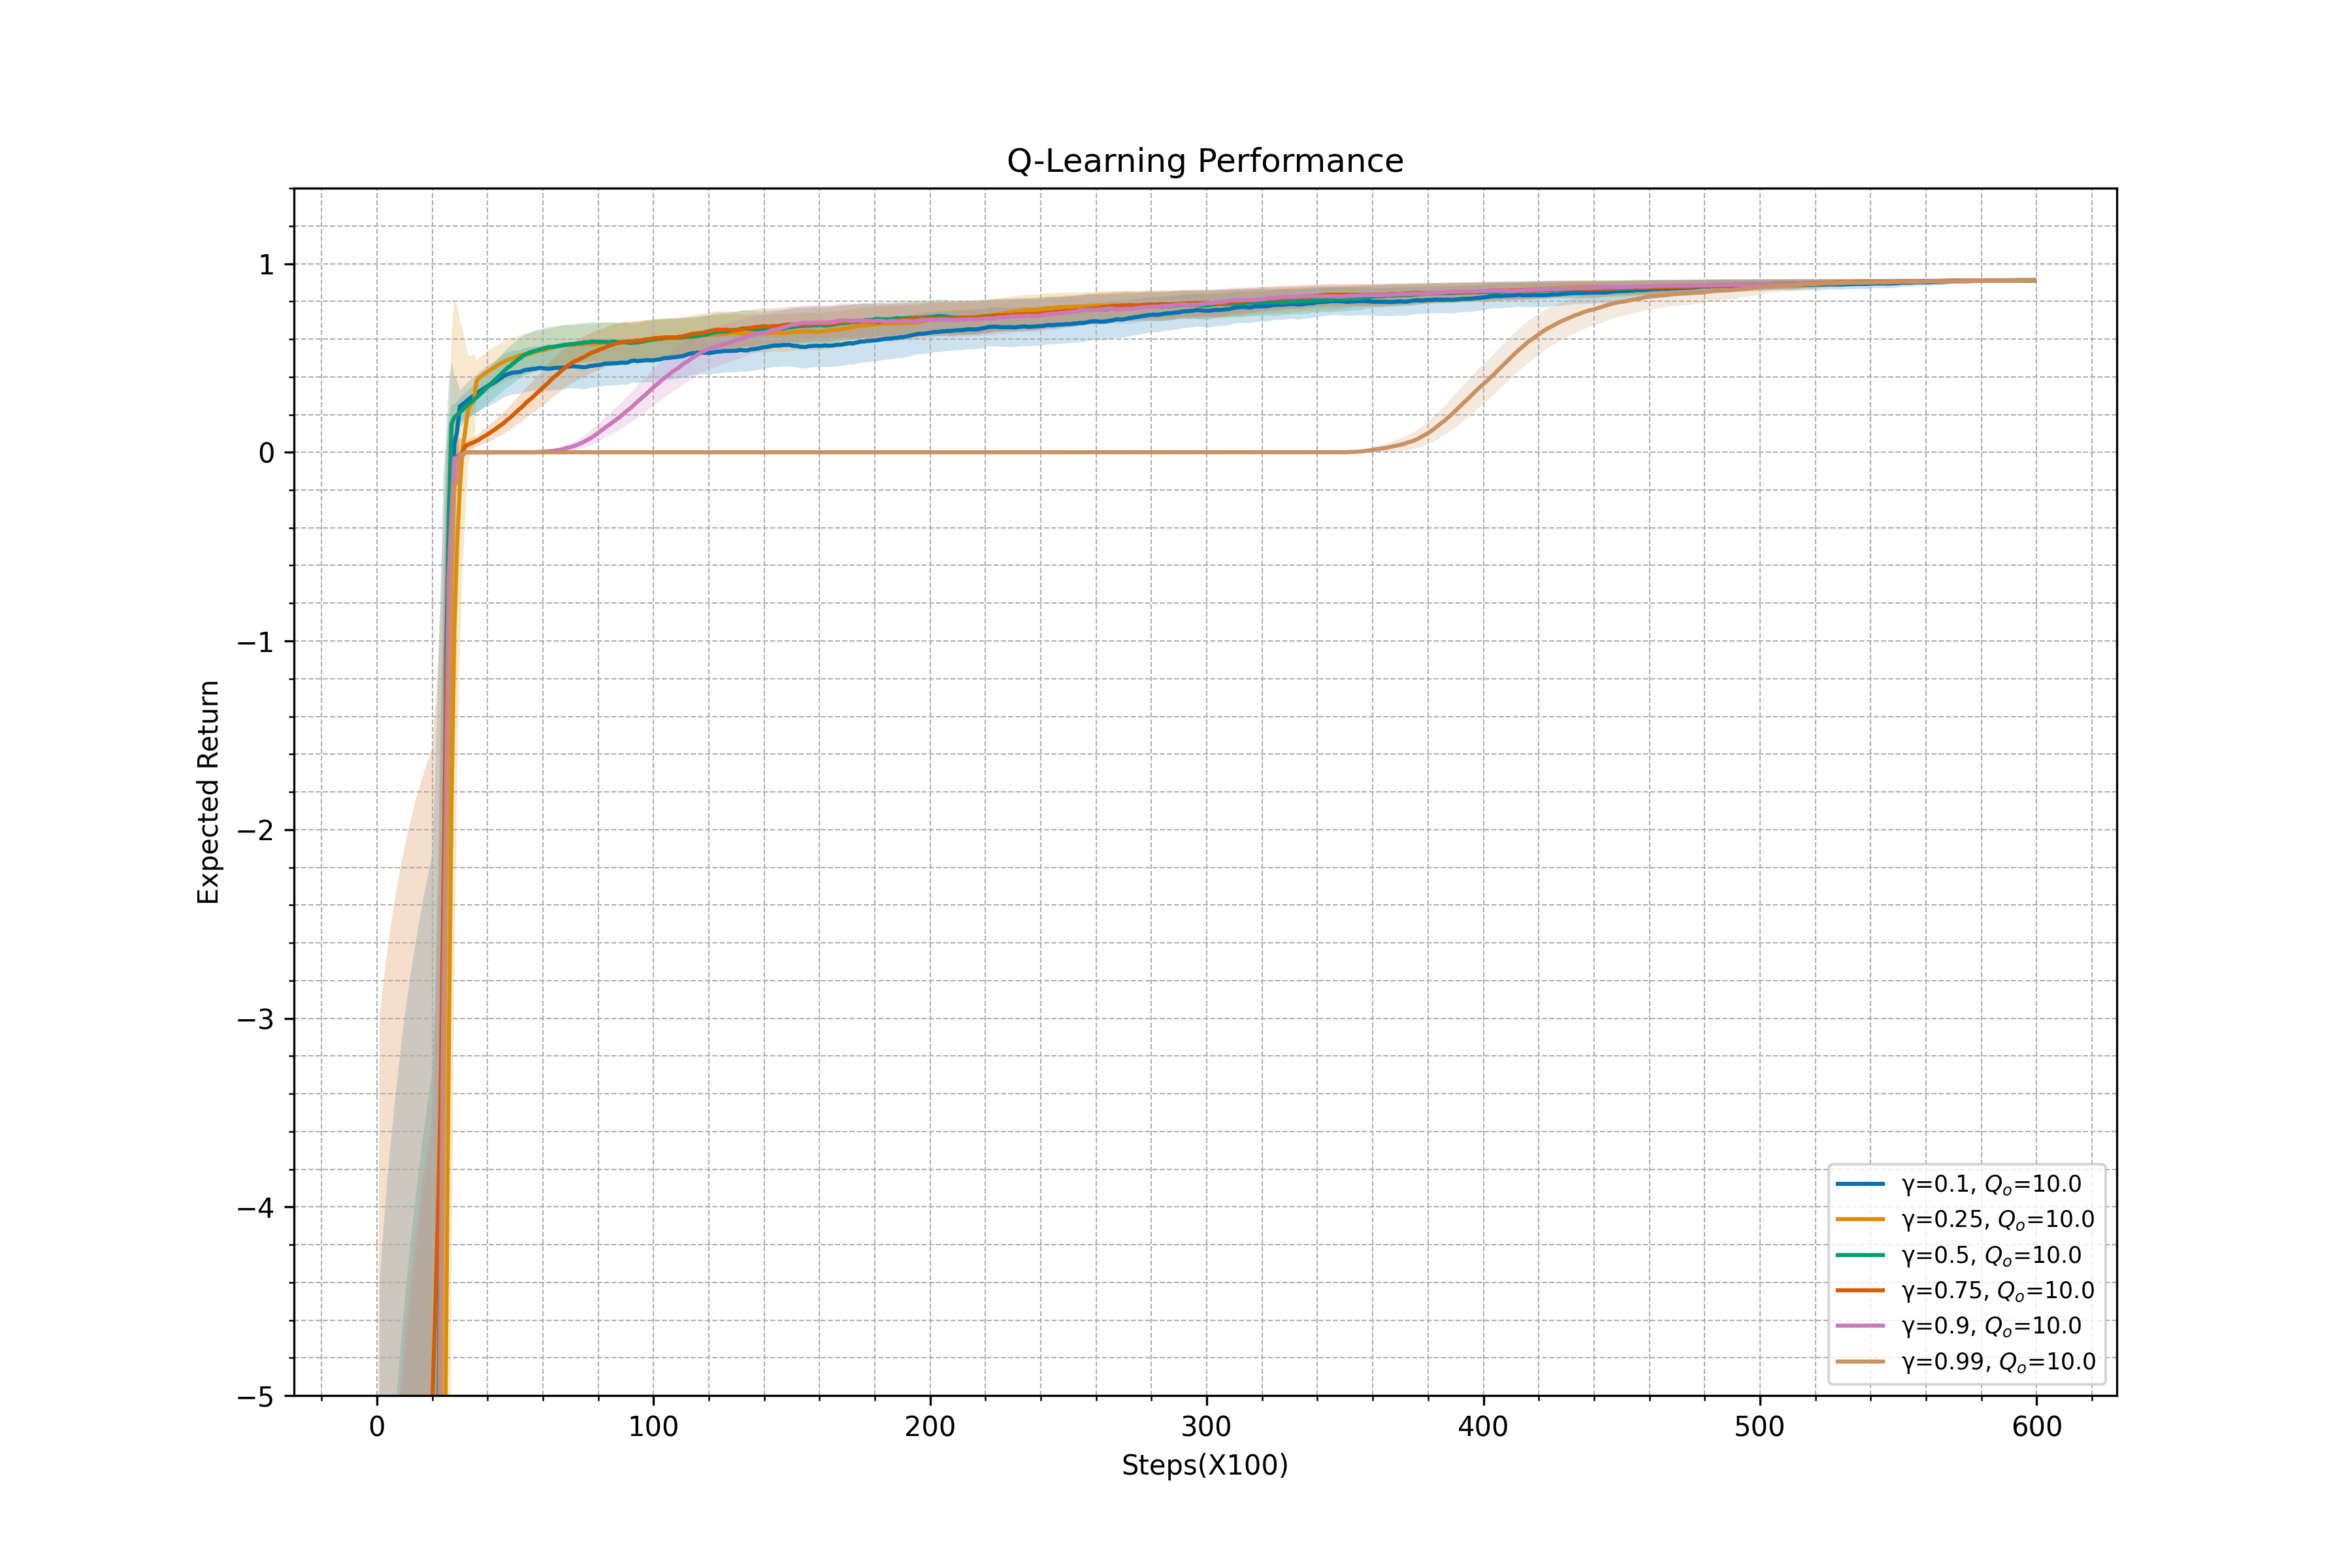 Q-Learning Performance
Expected Return
1
0
−1
−2
−3
−4
−5
0 100 200 300 400 500 600
Steps(X100)
γ=0.1, Qₒ=10.0
γ=0.25, Qₒ=10.0
γ=0.5, Qₒ=10.0
γ=0.75, Qₒ=10.0
γ=0.9, Qₒ=10.0
γ=0.99, Qₒ=10.0